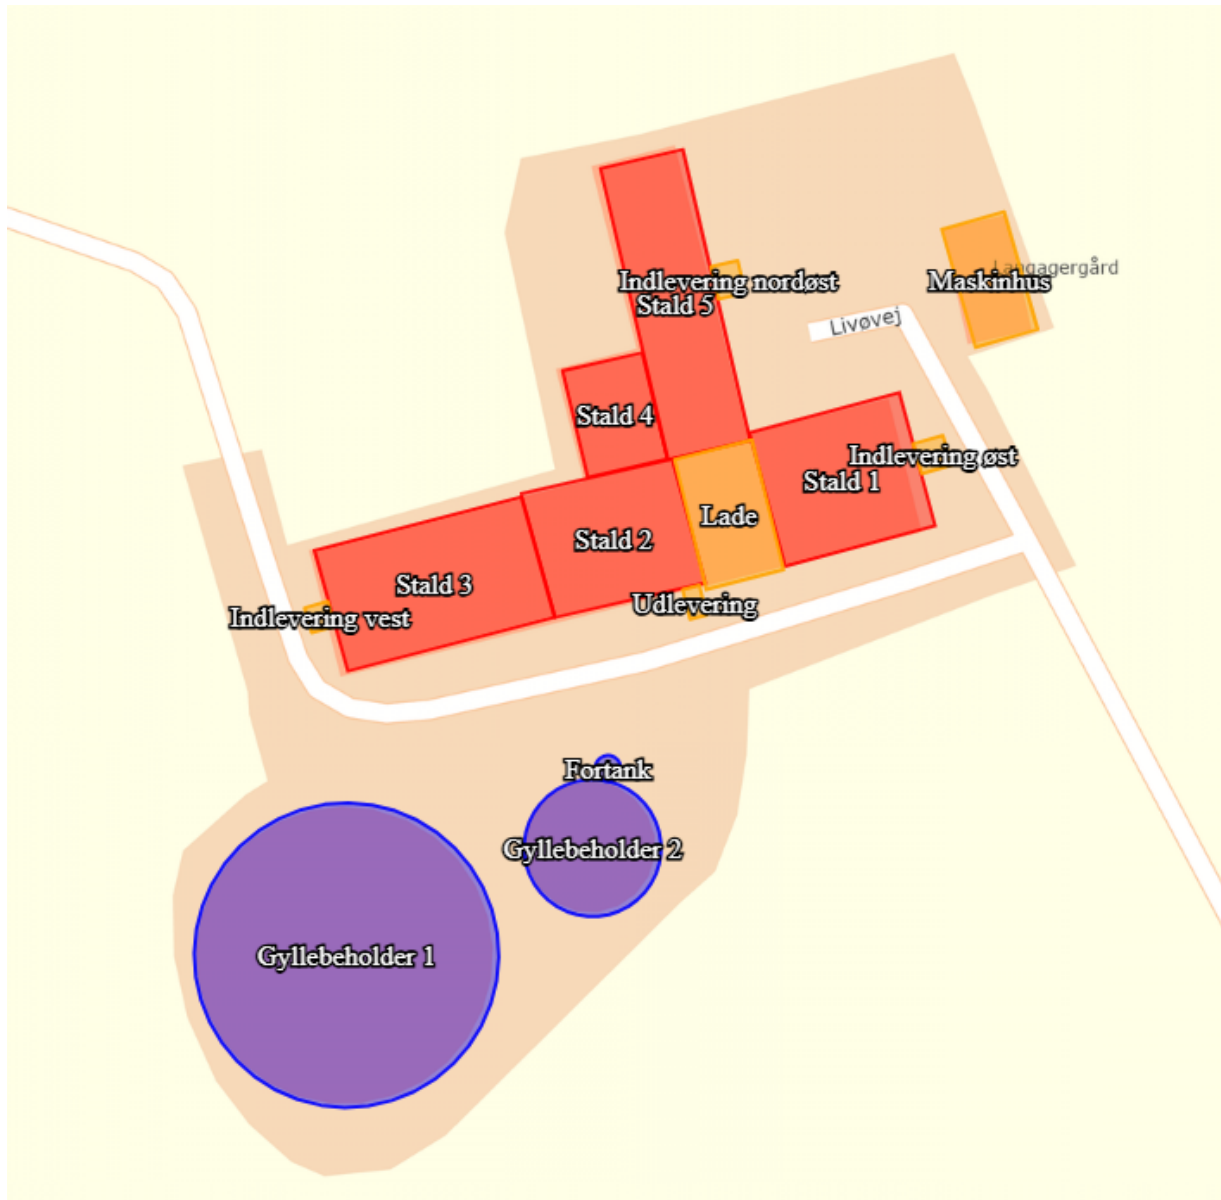 Langagergård
Indlevering nordøst
Maskinhus
Stald 5
Livøvej
Stald 4
Indlevering øst
Stald 1
Lade
Stald 2
Stald 3
Udlevering
Indlevering vest
Fortank
Gyllebeholder 2
Gyllebeholder 1